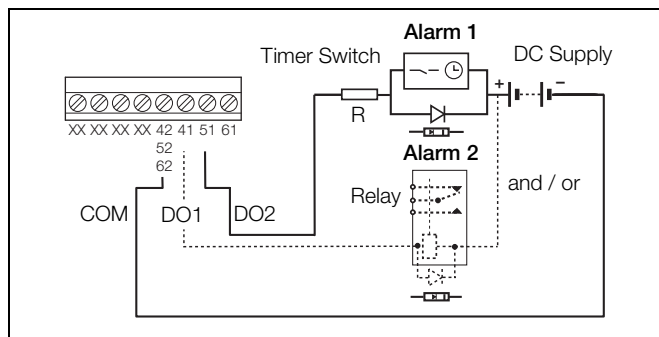 Alarm 1
Timer Switch
DC Supply
+
–
R
XX XX XX XX 42 41 51 61
52
62
Alarm 2
Relay
and / or
COM
DO1
DO2